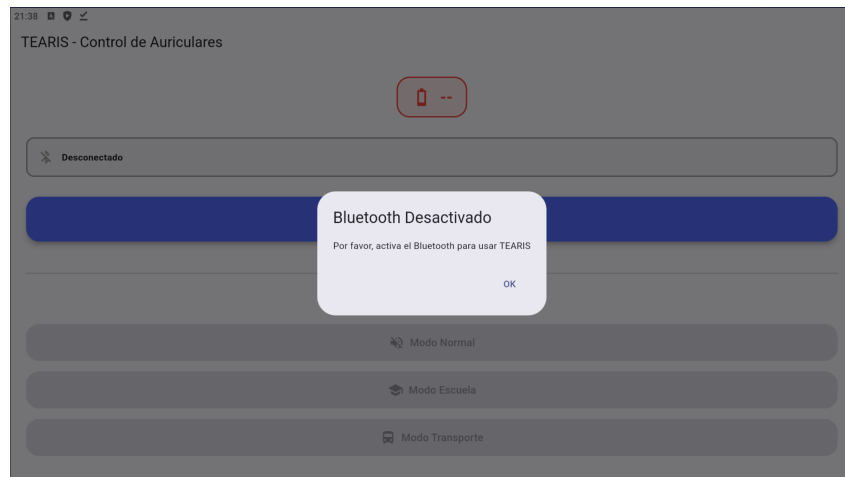 21:38
TEARIS - Control de Auriculares
--
Desconectado
Bluetooth Desactivado
Por favor, activa el Bluetooth para usar TEARIS
OK
Modo Normal
Modo Escuela
Modo Transporte